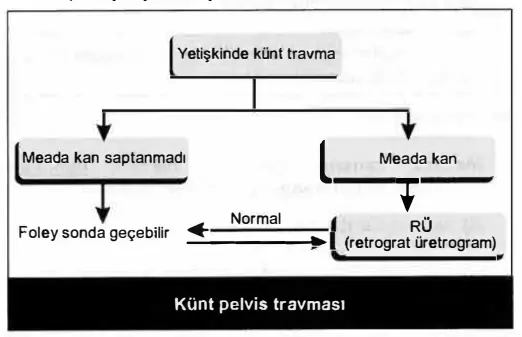 Yetişkinde künt travma
Meada kan saptanmadı
Meada kan
Foley sonda geçebilir
Normal
RÜ
(retrograt üretrogram)
Künt pelvis travması